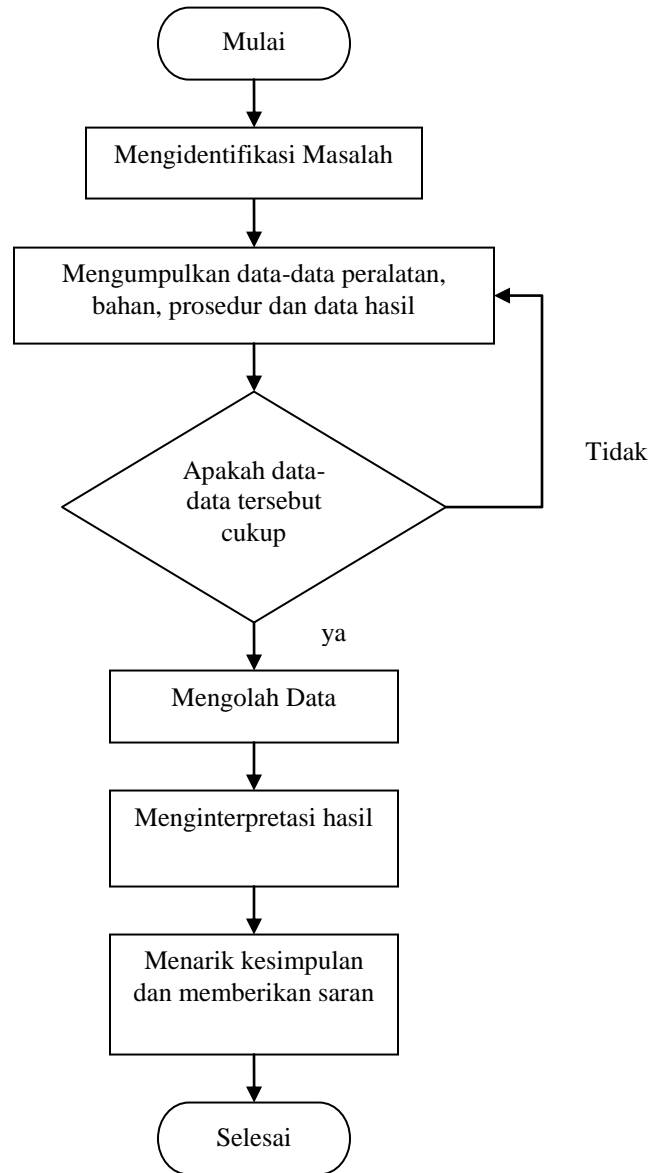 Mulai
Mengidentifikasi Masalah
Mengumpulkan data-data peralatan,
bahan, prosedur dan data hasil
Apakah data-
data tersebut
cukup
Tidak
ya
Mengolah Data
Menginterpretasi hasil
Menarik kesimpulan
dan memberikan saran
Selesai